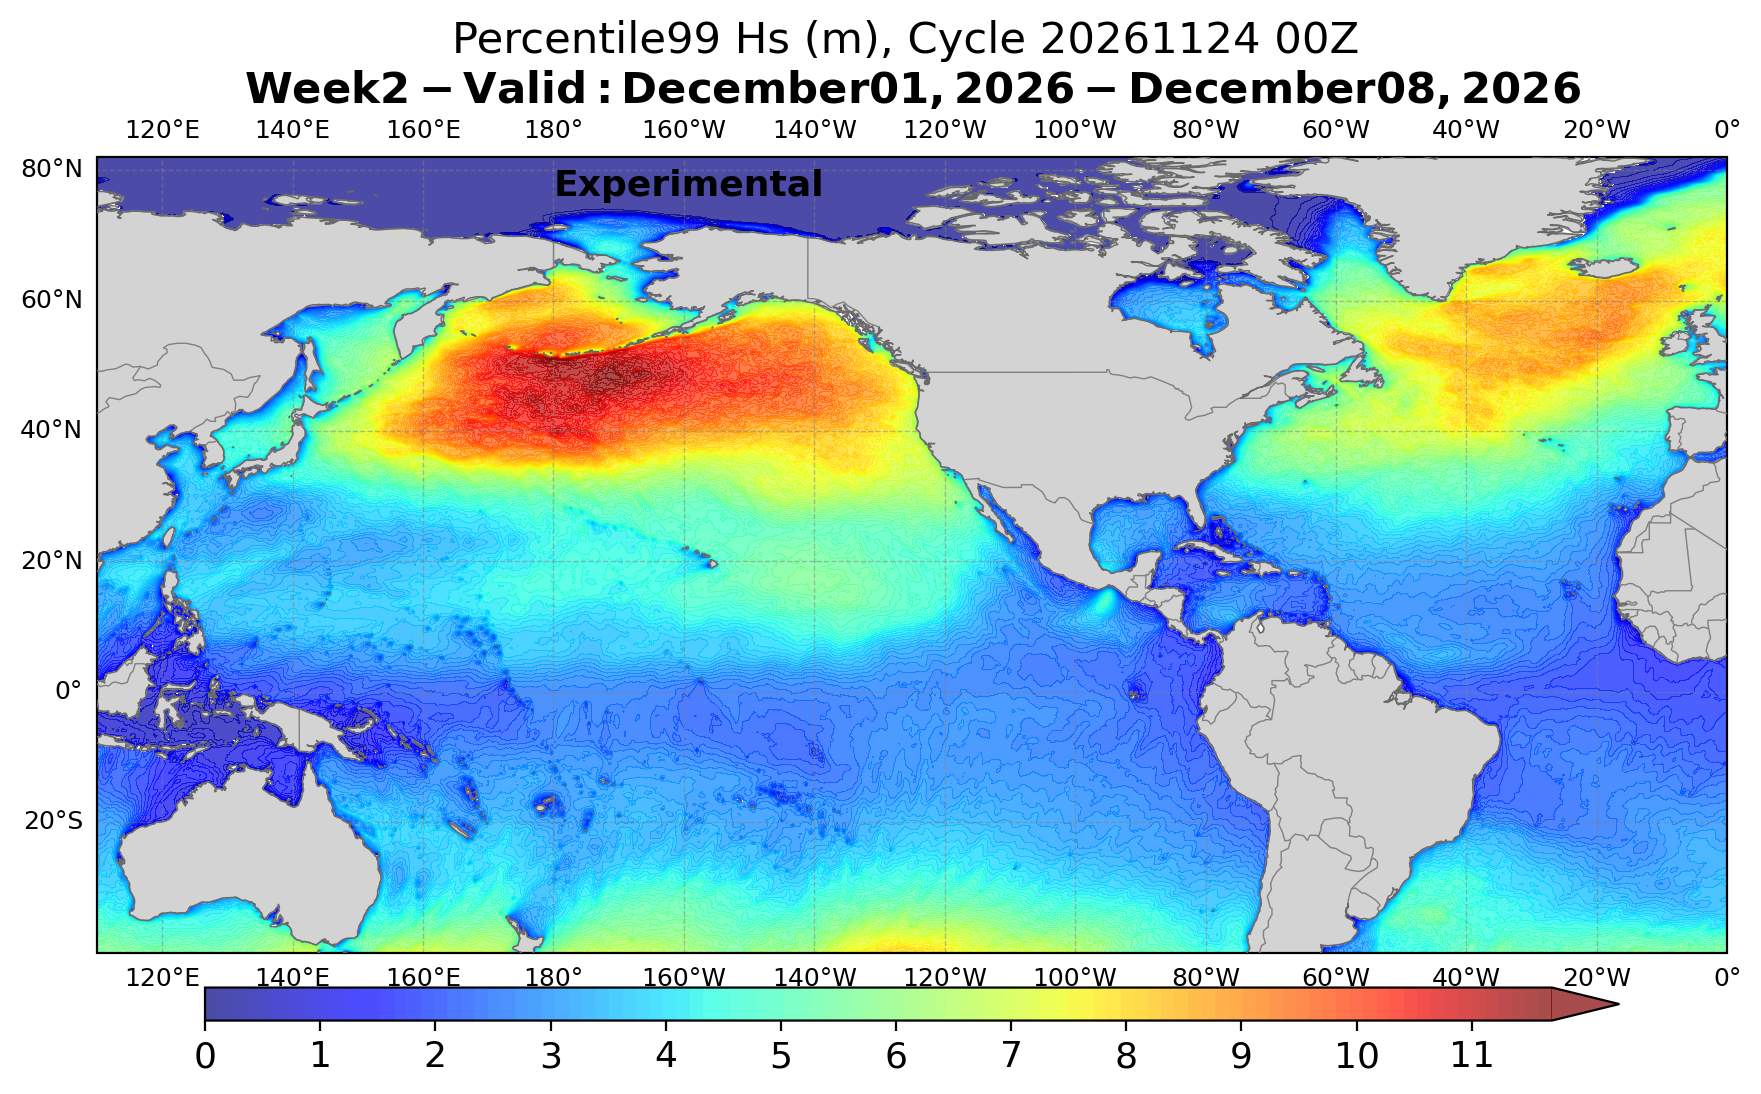 Percentile99 Hs (m), Cycle 20261124 00Z
Week2 − Valid : December01, 2026 − December08, 2026
120°E 140°E 160°E 180° 160°W 140°W 120°W 100°W 80°W 60°W 40°W 20°W 0°
80°N
Experimental
60°N
40°N
20°N
0°
20°S
120°E 140°E 160°E 180° 160°W 140°W 120°W 100°W 80°W 60°W 40°W 20°W 0°
0 1 2 3 4 5 6 7 8 9 10 11